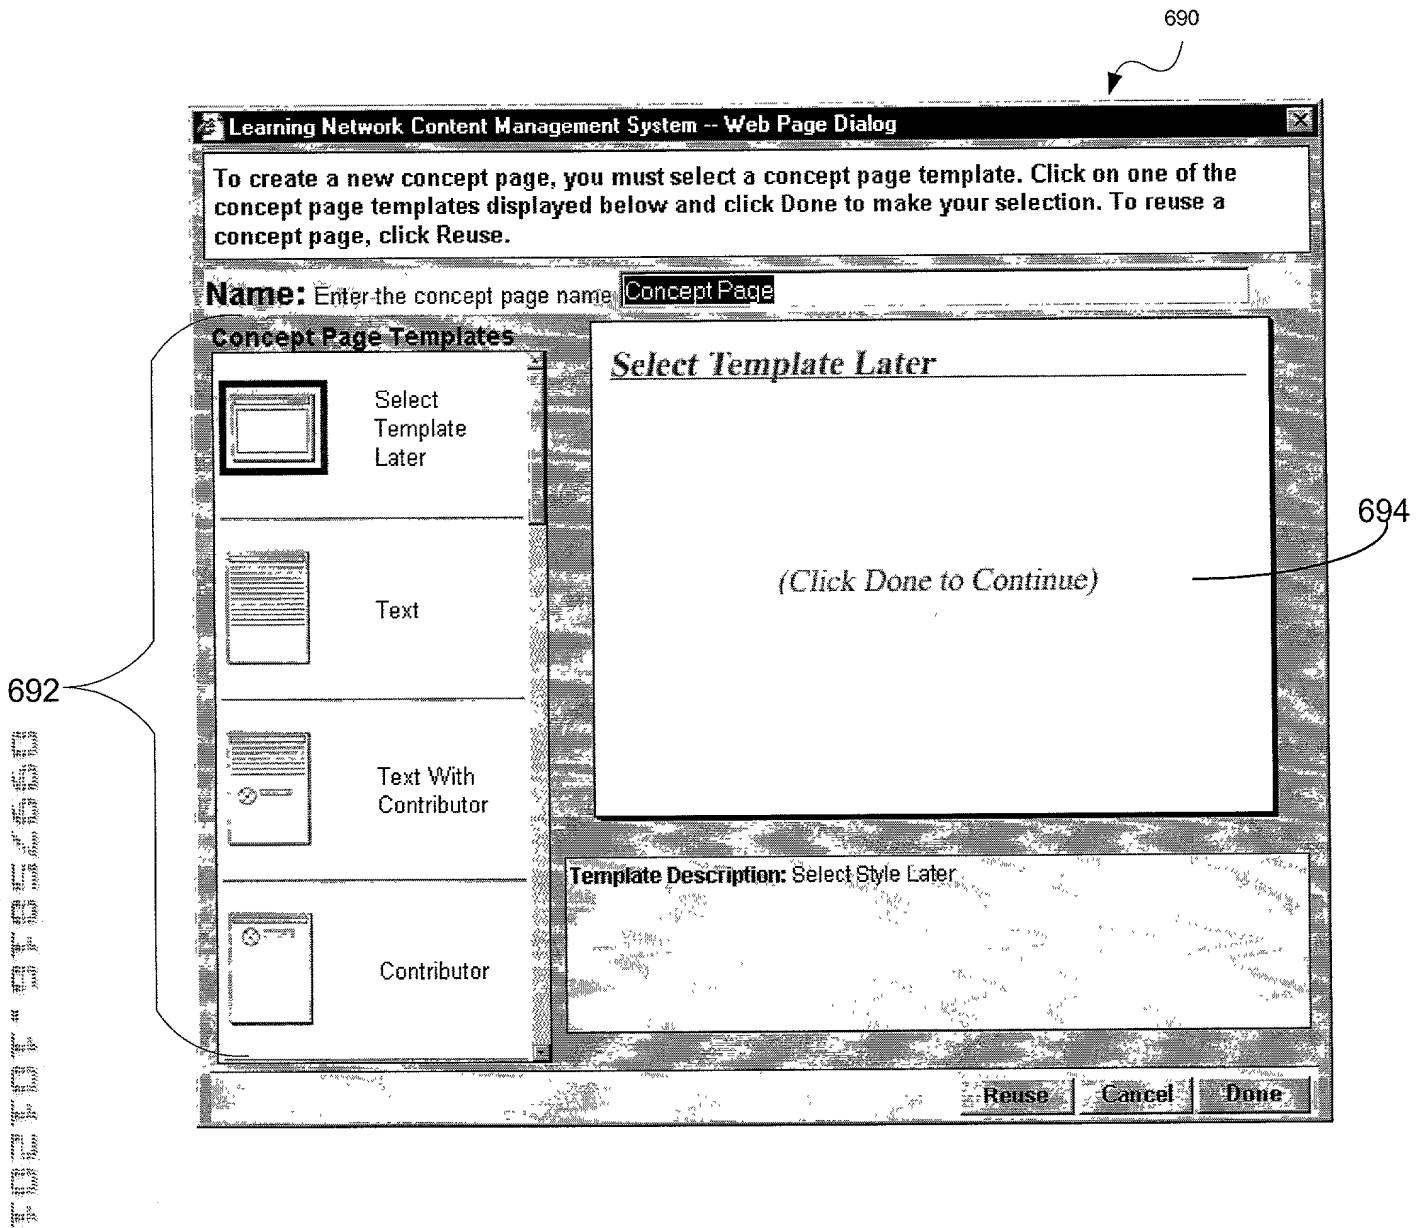 690
Learning Network Content Management System -- Web Page Dialog
To create a new concept page, you must select a concept page template. Click on one of the
concept page templates displayed below and click Done to make your selection. To reuse a
concept page, click Reuse.
Name: Enter the concept page name Concept Page
Concept Page Templates
Select
Template
Later
Text
Text With
Contributor
Contributor
Select Template Later
(Click Done to Continue)
694
692
Template Description: Select Style Later
Reuse Cancel Done